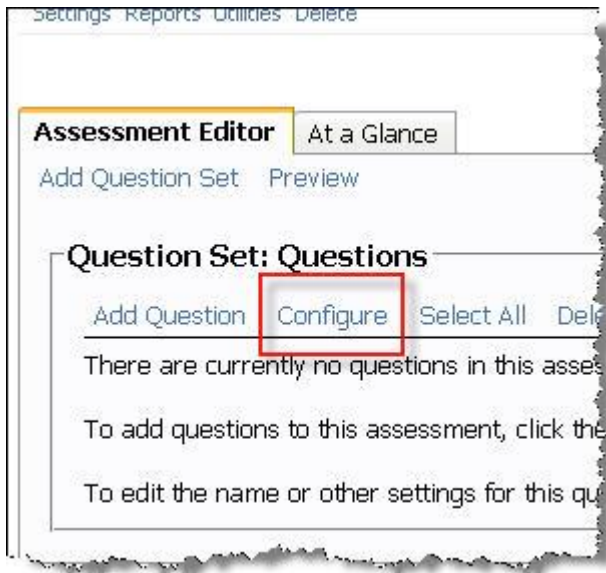 Settings Reports Utilities Delete
Assessment Editor At a Glance
Add Question Set Preview
Question Set: Questions
Add Question Configure Select All Dele
There are currently no questions in this asses
To add questions to this assessment, click the
To edit the name or other settings for this qu